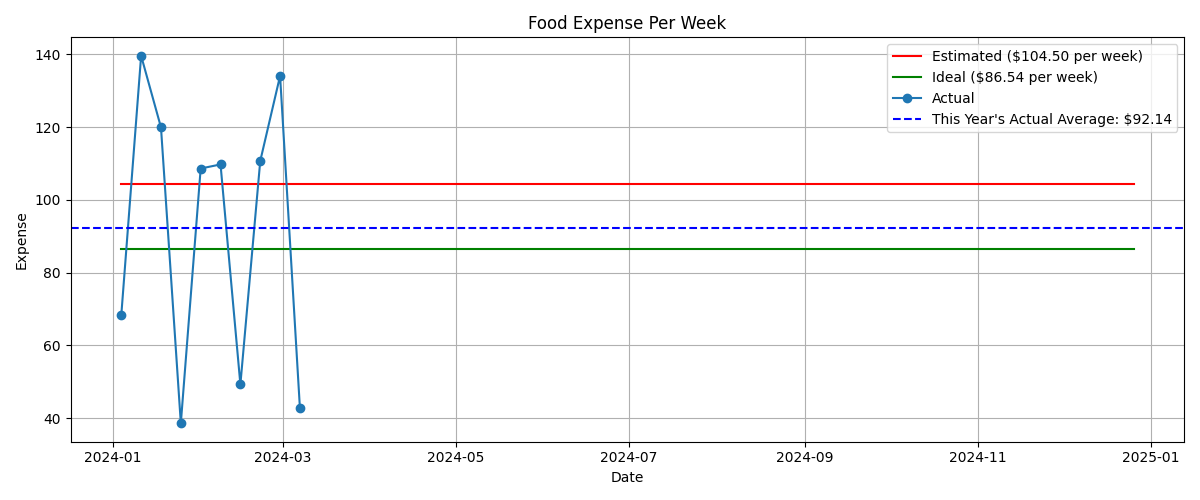 Food Expense Per Week
Estimated ($104.50 per week)
Ideal ($86.54 per week)
Actual
This Year's Actual Average: $92.14
Expense
140
120
100
80
60
40
2024-01
2024-03
2024-05
2024-07
2024-09
2024-11
2025-01
Date